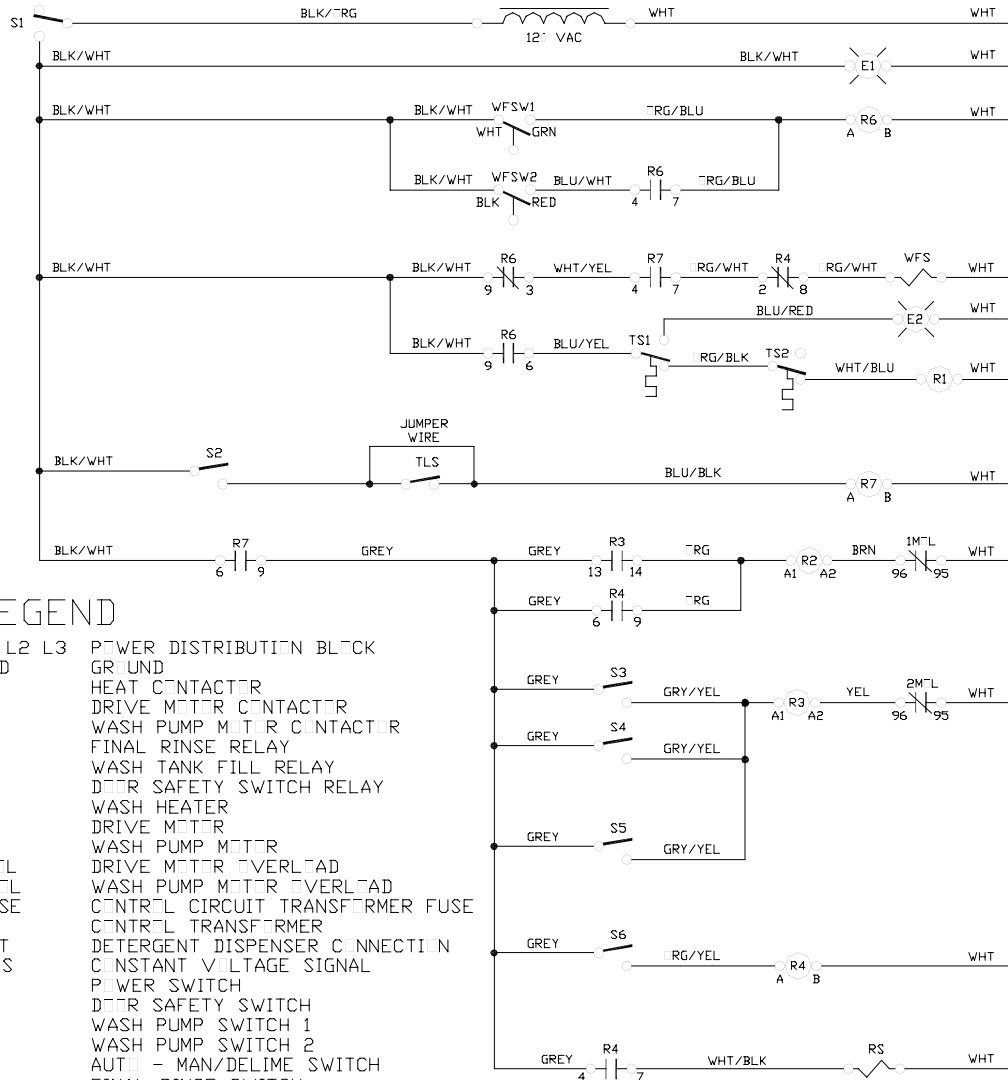 S1 BLK/ORG WHT WHT
120 VAC
BLK/WHT BLK/WHT E1 WHT
BLK/WHT BLK/WHT WFSW1 ORG/BLU R6 WHT
WHT GRN A B
BLK/WHT WFSW2 BLU/WHT R6 ORG/BLU
BLK RED 4 7
BLK/WHT BLK/WHT R6 WHT/YEL R7 ORG/WHT R4 ORG/WHT WFS WHT
9 3 4 7 2 8
BLU/RED E2 WHT
BLK/WHT R6 BLU/YEL TS1 ORG/BLK TS2 WHT/BLU R1 WHT
9 6
JUMPER
WIRE
BLK/WHT S2 TLS BLU/BLK R7 WHT
A B
BLK/WHT R7 GREY GREY R3 ORG R2 BRN 1MOL WHT
6 9 13 14 A1 A2 96 95
GREY R4 ORG
6 9
GREY S3 GRY/YEL R3 YEL 2MOL WHT
A1 A2 96 95
GREY S4 GRY/YEL
GREY S5 GRY/YEL
GREY S6 ORG/YEL R4 WHT
A B
GREY R4 WHT/BLK RS WHT
4 7
EGEND
L2 L3 POWER DISTRIBUTION BLOCK
D GROUND
HEAT CONTACTOR
DRIVE MOTOR CONTACTOR
WASH PUMP MOTOR CONTACTOR
FINAL RINSE RELAY
WASH TANK FILL RELAY
DOOR SAFETY SWITCH RELAY
WASH HEATER
DRIVE MOTOR
WASH PUMP MOTOR
OL DRIVE MOTOR OVERLOAD
OL WASH PUMP MOTOR OVERLOAD
SE CONTROL CIRCUIT TRANSFORMER FUSE
CONTROL TRANSFORMER
T DETERGENT DISPENSER CONNECTION
S CONSTANT VOLTAGE SIGNAL
POWER SWITCH
DOOR SAFETY SWITCH
WASH PUMP SWITCH 1
WASH PUMP SWITCH 2
AUTO - MAN/DELIME SWITCH